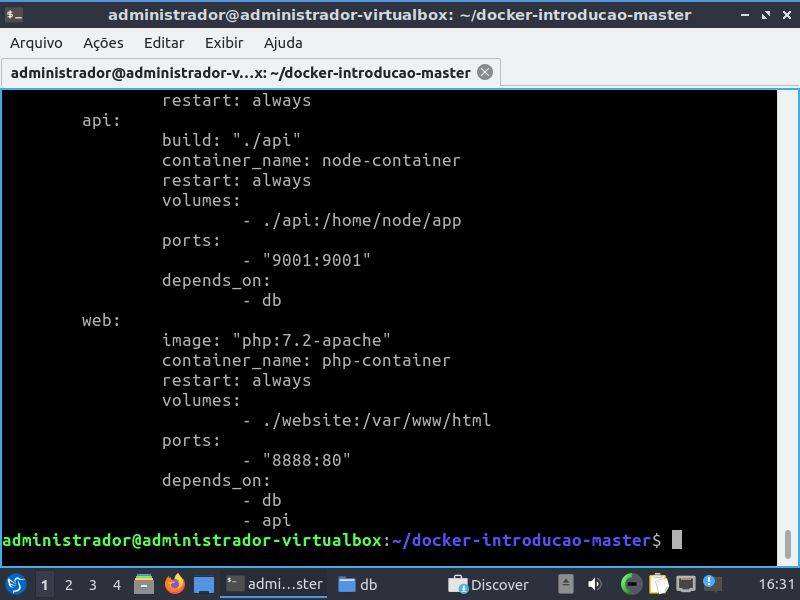 administrador@administrador-virtualbox: ~/docker-introducao-master
Arquivo Ações Editar Exibir Ajuda
administrador@administrador-v...x: ~/docker-introducao-master
restart: always
api:
build: "./api"
container_name: node-container
restart: always
volumes:
- ./api:/home/node/app
ports:
- "9001:9001"
depends_on:
- db
web:
image: "php:7.2-apache"
container_name: php-container
restart: always
volumes:
- ./website:/var/www/html
ports:
- "8888:80"
depends_on:
- db
- api
administrador@administrador-virtualbox:~/docker-introducao-master$
1 2 3 4 admi...ster db Discover 16:31